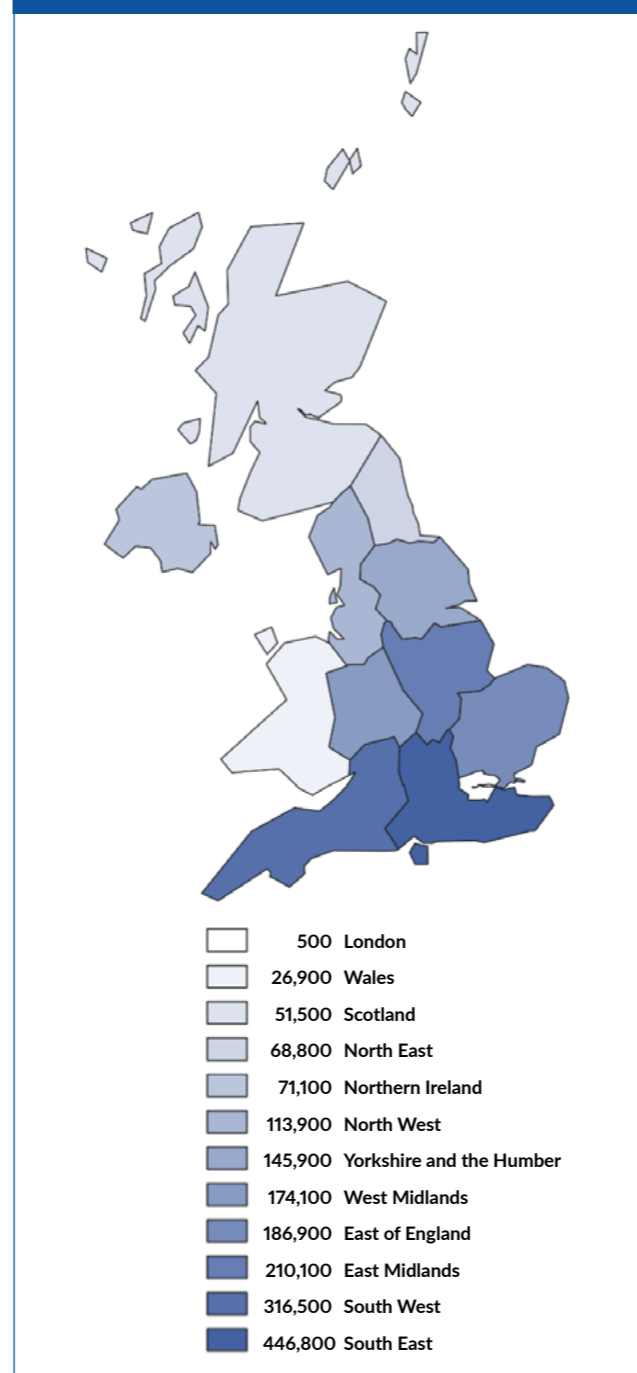 500 London
26,900 Wales
51,500 Scotland
68,800 North East
71,100 Northern Ireland
113,900 North West
145,900 Yorkshire and the Humber
174,100 West Midlands
186,900 East of England
210,100 East Midlands
316,500 South West
446,800 South East